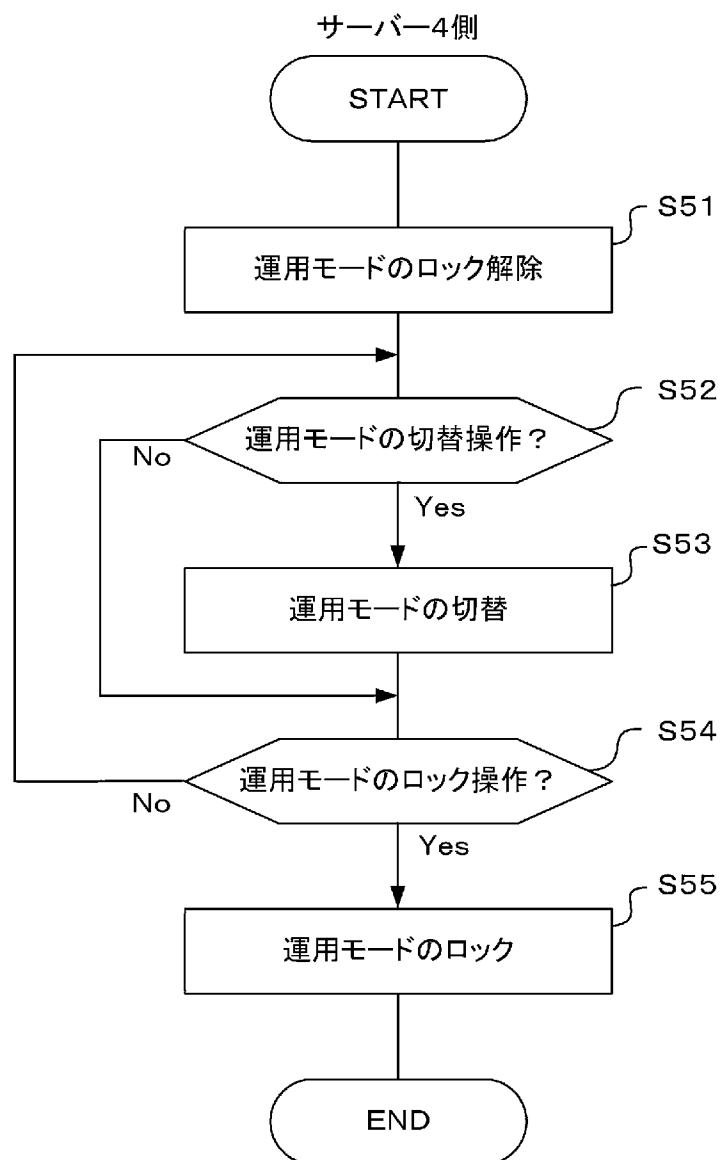 サーバー4側
START
S51
運用モードのロック解除
S52
運用モードの切替操作？
No
Yes
S53
運用モードの切替
S54
運用モードのロック操作？
No
Yes
S55
運用モードのロック
END